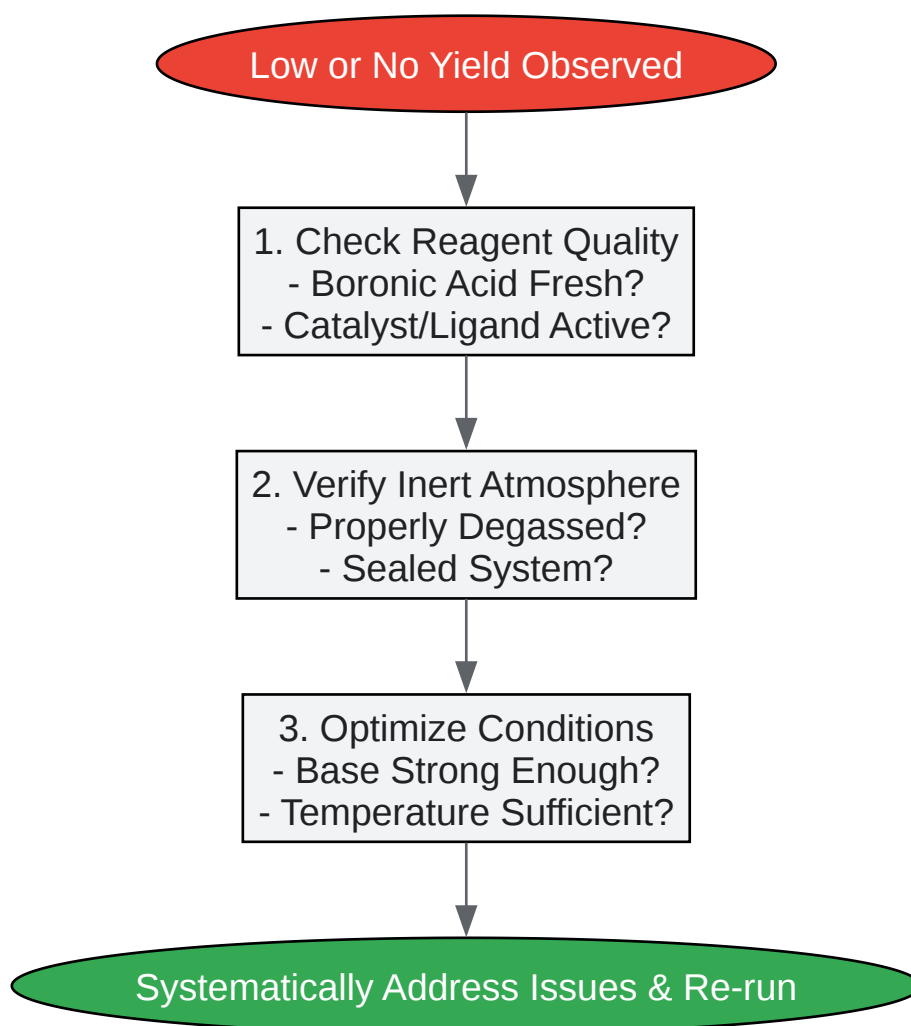 Low or No Yield Observed
1. Check Reagent Quality
- Boronic Acid Fresh?
- Catalyst/Ligand Active?
2. Verify Inert Atmosphere
- Properly Degassed?
- Sealed System?
3. Optimize Conditions
- Base Strong Enough?
- Temperature Sufficient?
Systematically Address Issues & Re-run